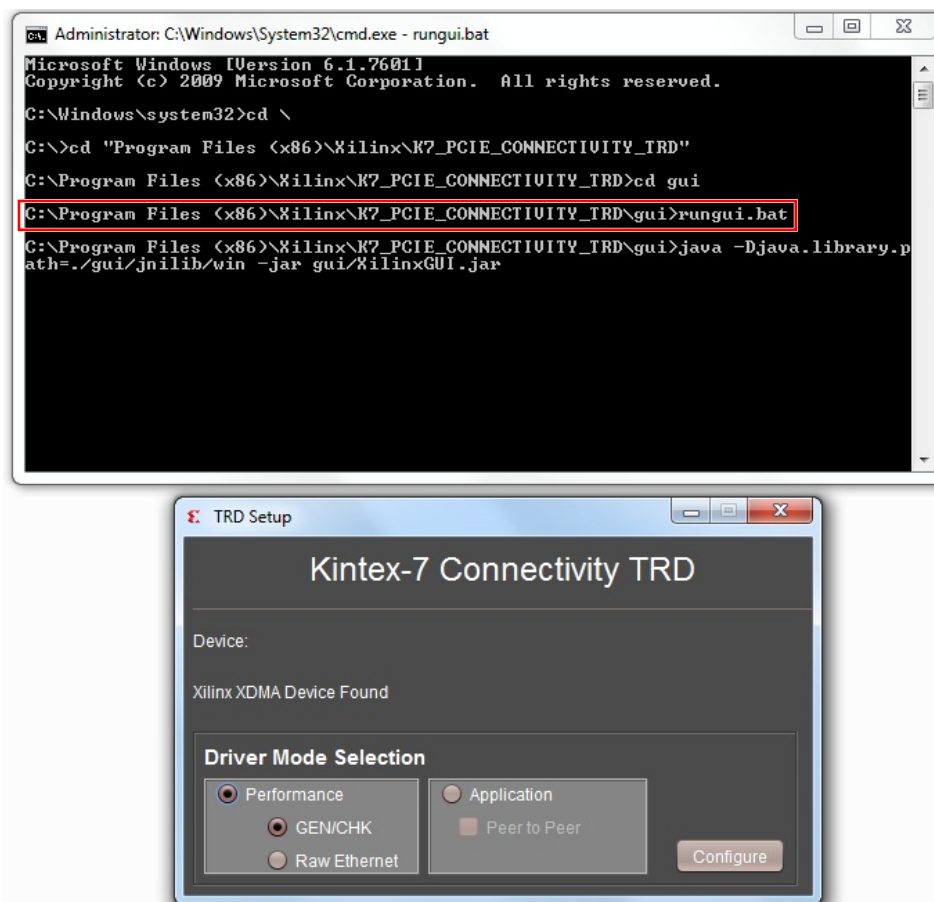 Administrator: C:\Windows\System32\cmd.exe - rungui.bat
Microsoft Windows [Version 6.1.7601]
Copyright (c) 2009 Microsoft Corporation.  All rights reserved.
C:\Windows\system32>cd \
C:\>cd "Program Files (x86)\Xilinx\K7_PCIE_CONNECTIVITY_TRD"
C:\Program Files (x86)\Xilinx\K7_PCIE_CONNECTIVITY_TRD>cd gui
C:\Program Files (x86)\Xilinx\K7_PCIE_CONNECTIVITY_TRD\gui>rungui.bat
C:\Program Files (x86)\Xilinx\K7_PCIE_CONNECTIVITY_TRD\gui>java -Djava.library.p
ath=./gui/jnilib/win -jar gui/XilinxGUI.jar
TRD Setup
Kintex-7 Connectivity TRD
Device:
Xilinx XDMA Device Found
Driver Mode Selection
Performance
GEN/CHK
Raw Ethernet
Application
Peer to Peer
Configure